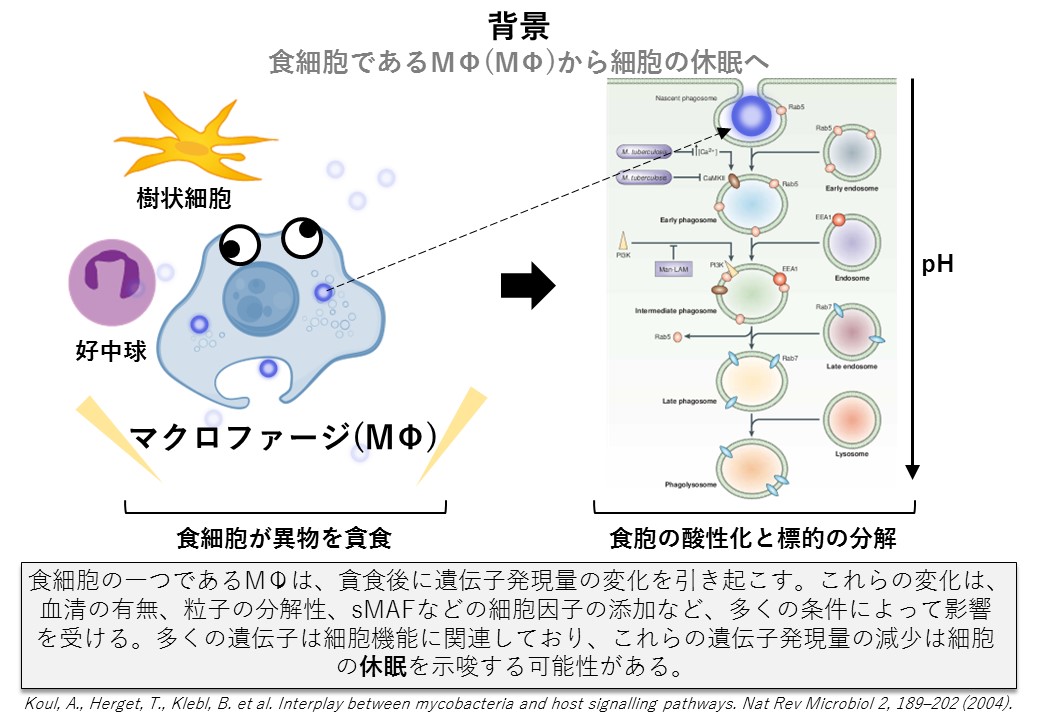 背景
食細胞であるMΦ(MΦ)から細胞の休眠へ
樹状細胞
好中球
マクロファージ(MΦ)
食細胞が異物を貪食
Nascent phagosome
Rab5
Rab5
M. tuberculosis
[Ca²⁺]
M. tuberculosis
CaMKII
Rab5
Early endosome
Early phagosome
EEA1
PI3K
Man-LAM
PI3K
EEA1
Endosome
Intermediate phagosome
Rab7
Rab5
Rab7
Late endosome
Late phagosome
Lysosome
Phagolysosome
pH
食胞の酸性化と標的の分解
食細胞の一つであるMΦは、貪食後に遺伝子発現量の変化を引き起こす。これらの変化は、
血清の有無、粒子の分解性、sMAFなどの細胞因子の添加など、多くの条件によって影響
を受ける。多くの遺伝子は細胞機能に関連しており、これらの遺伝子発現量の減少は細胞
の休眠を示唆する可能性がある。
Koul, A., Herget, T., Klebl, B. et al. Interplay between mycobacteria and host signalling pathways. Nat Rev Microbiol 2, 189–202 (2004).